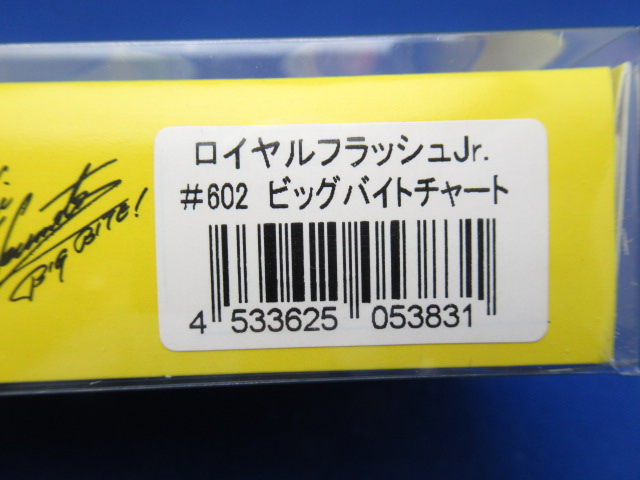 ロイヤルフラッシュJr.
#602 ビッグバイトチャート
4 533625 053831
BIG BITE!